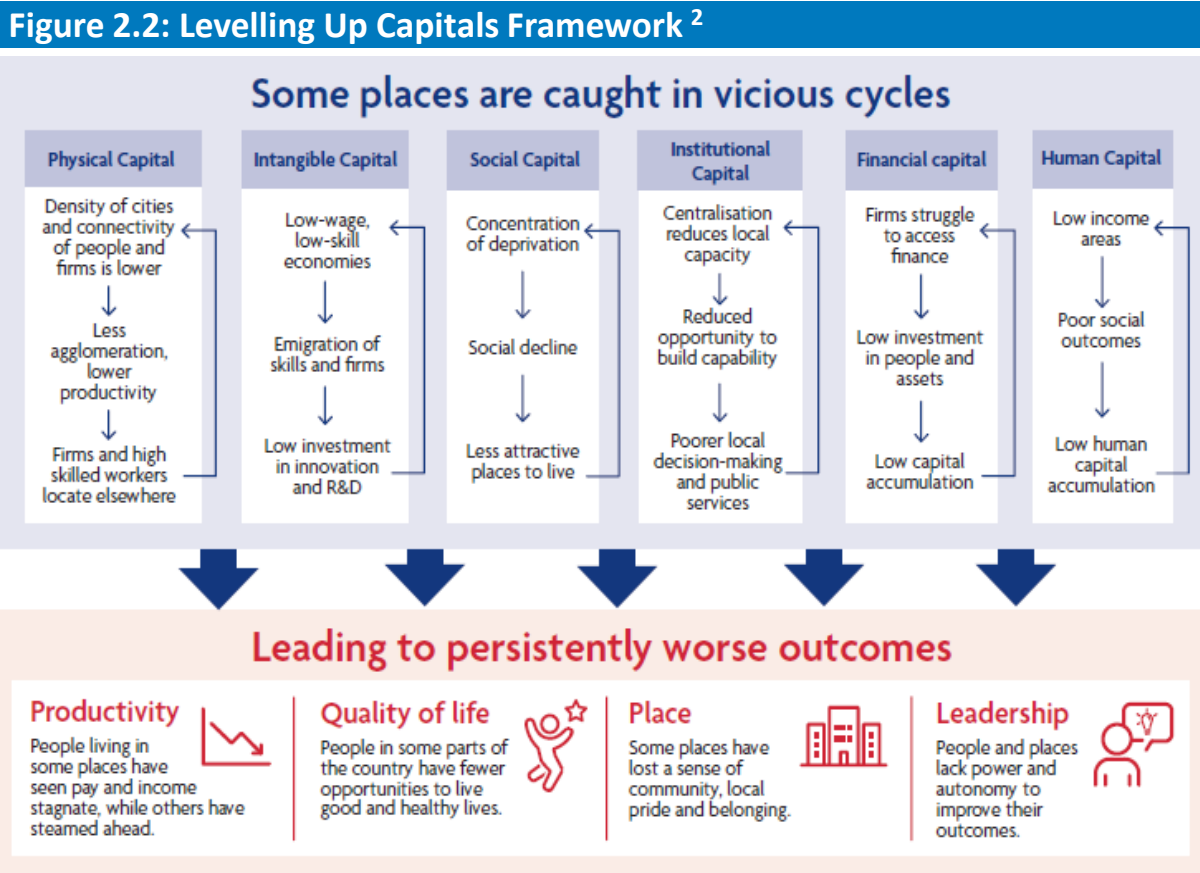 Figure 2.2: Levelling Up Capitals Framework 2
Some places are caught in vicious cycles
Physical Capital
Density of cities
and connectivity
of people and
firms is lower
Less
agglomeration,
lower
productivity
Firms and high
skilled workers
locate elsewhere
Intangible Capital
Low-wage,
low-skill
economies
Emigration of
skills and firms
Low investment
in innovation
and R&D
Social Capital
Concentration
of deprivation
Social decline
Less attractive
places to live
Institutional
Capital
Centralisation
reduces local
capacity
Reduced
opportunity to
build capability
Poorer local
decision-making
and public
services
Financial capital
Firms struggle
to access
finance
Low investment
in people and
assets
Low capital
accumulation
Human Capital
Low income
areas
Poor social
outcomes
Low human
capital
accumulation
Leading to persistently worse outcomes
Productivity
People living in
some places have
seen pay and income
stagnate, while others have
steamed ahead.
Quality of life
People in some parts of
the country have fewer
opportunities to live
good and healthy lives.
Place
Some places have
lost a sense of
community, local
pride and belonging.
Leadership
People and places
lack power and
autonomy to
improve their
outcomes.